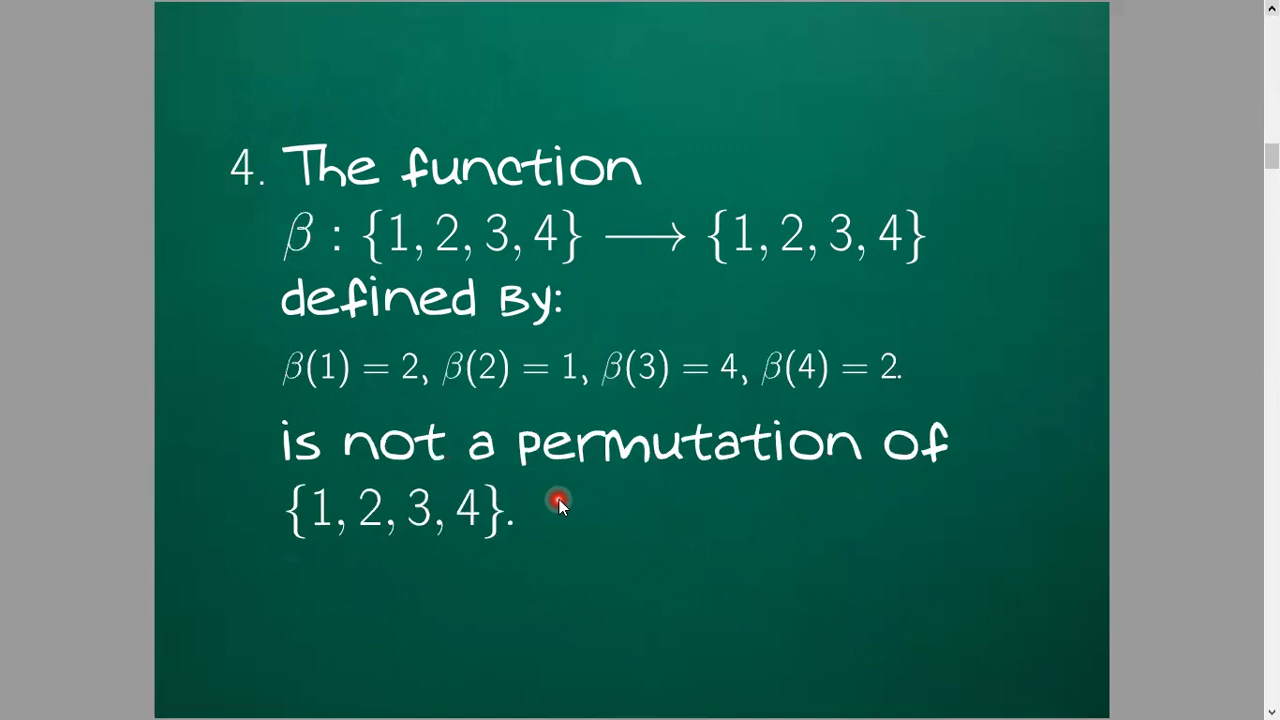 4. The function
β : {1, 2, 3, 4} ⟶ {1, 2, 3, 4}
defined By:
β(1) = 2, β(2) = 1, β(3) = 4, β(4) = 2.
is not a permutation of
{1, 2, 3, 4}.